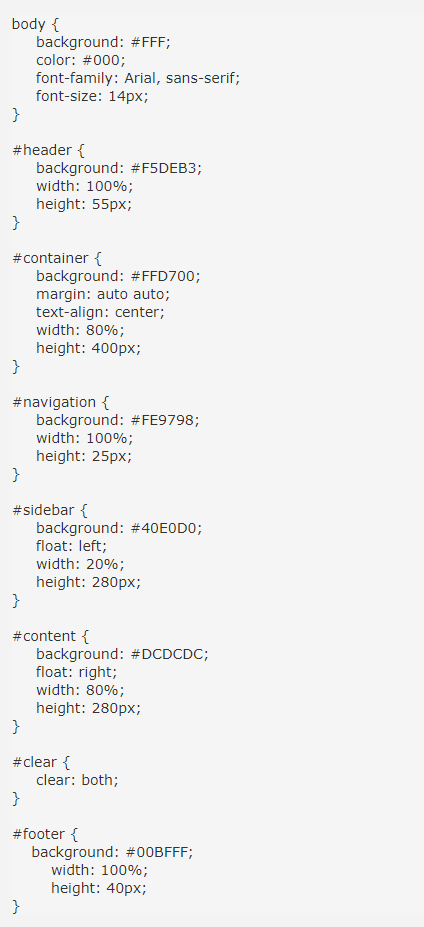 body {
background: #FFF;
color: #000;
font-family: Arial, sans-serif;
font-size: 14px;
}
#header {
background: #F5DEB3;
width: 100%;
height: 55px;
}
#container {
background: #FFD700;
margin: auto auto;
text-align: center;
width: 80%;
height: 400px;
}
#navigation {
background: #FE9798;
width: 100%;
height: 25px;
}
#sidebar {
background: #40E0D0;
float: left;
width: 20%;
height: 280px;
}
#content {
background: #DCDCDC;
float: right;
width: 80%;
height: 280px;
}
#clear {
clear: both;
}
#footer {
background: #00BFFF;
width: 100%;
height: 40px;
}